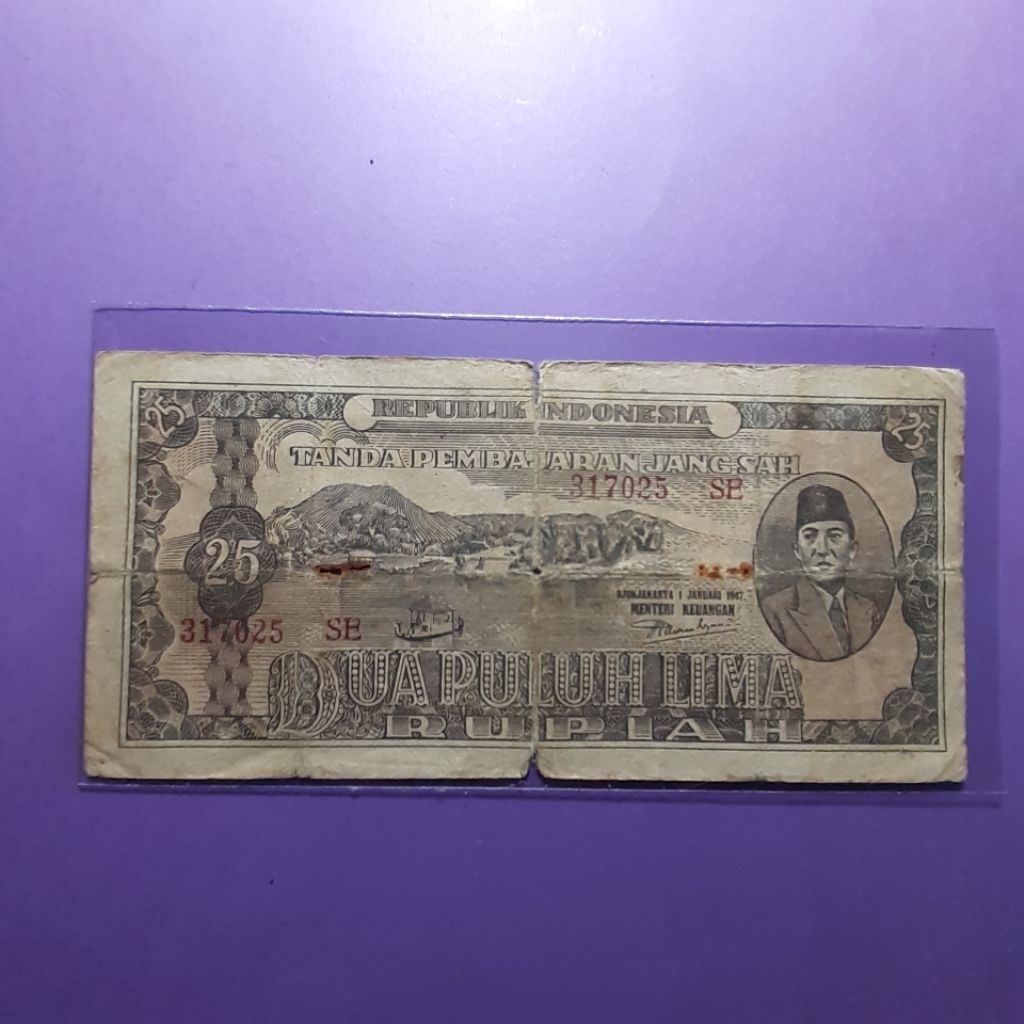 25
REPUBLIK INDONESIA
25
TANDA PEMBAJARAN JANG SAH
317025 SE
25
DJOKJAKARTA 1 JANUARI 1947.
MENTERI KEUANGAN
317025 SE
DUA PULUH LIMA
RUPIAH